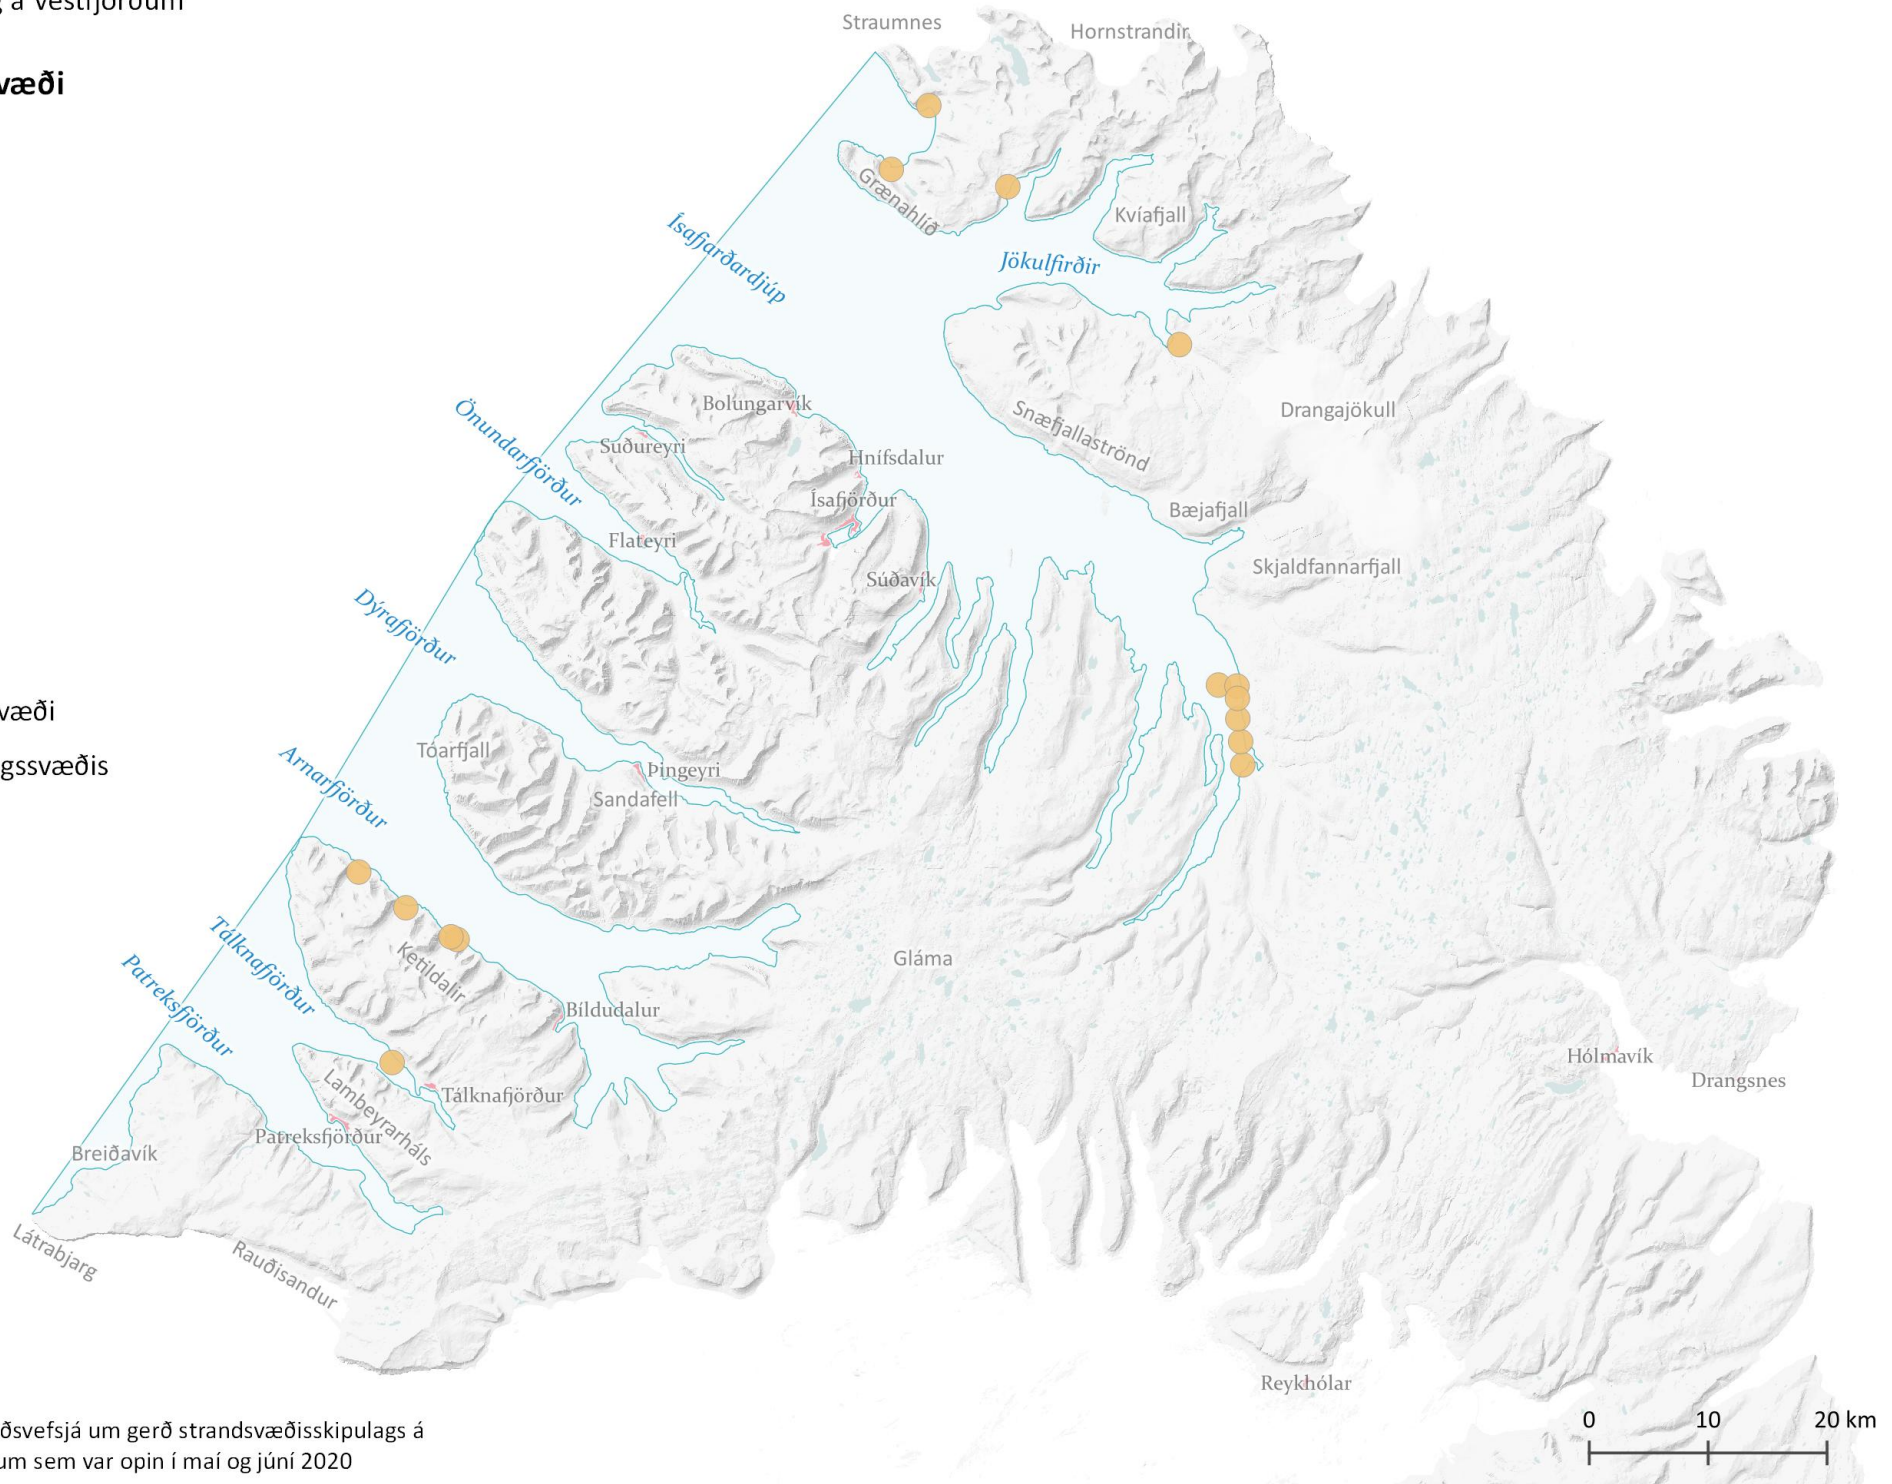 á Vestfjörðum
Straumnes
Hornstrandir
væði
Grænahlíð
Kvíafjall
Ísafjarðardjúp
Jökulfirðir
Bolungarvík
Snæfjallaströnd
Drangajökull
Önundarfjörður
Suðureyri
Hnífsdalur
Ísafjörður
Bæjafjall
Flateyri
Skjaldfannarfjall
Súðavík
Dýrafjörður
væði
Tóarfjall
gssvæðis
Þingeyri
Arnarfjörður
Sandafell
Ketildalir
Gláma
Tálknafjörður
Patreksfjörður
Bíldudalur
Hólmavík
Drangsnes
Lambeyrarháls
Tálknafjörður
Patreksfjörður
Breiðavík
Látrabjarg
Rauðisandur
Reykhólar
ðsvefsjá um gerð strandsvæðisskipulags á
um sem var opin í maí og júní 2020
0 10 20 km